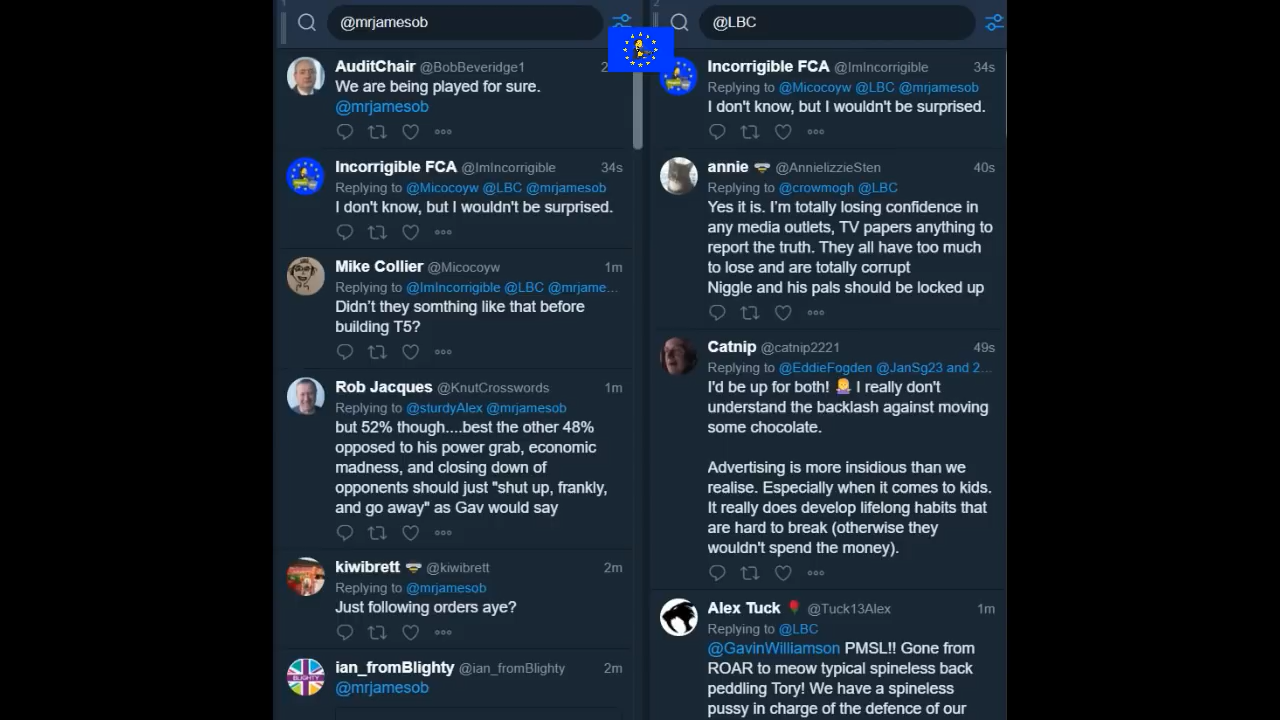 1
@mrjamesob
AuditChair @BobBeveridge1
We are being played for sure.
@mrjamesob
Incorrigible FCA @ImIncorrigible 34s
Replying to @Micocoyw @LBC @mrjamesob
I don't know, but I wouldn't be surprised.
Mike Collier @Micocoyw 1m
Replying to @ImIncorrigible @LBC @mrjame...
Didn't they somthing like that before
building T5?
Rob Jacques @KnutCrosswords 1m
Replying to @sturdyAlex @mrjamesob
but 52% though....best the other 48%
opposed to his power grab, economic
madness, and closing down of
opponents should just "shut up, frankly,
and go away" as Gav would say
kiwibrett @kiwibrett 2m
Replying to @mrjamesob
Just following orders aye?
BLIGHTY
ian_fromBlighty @ian_fromBlighty 2m
@mrjamesob
2
@LBC
Incorrigible FCA @ImIncorrigible 34s
Replying to @Micocoyw @LBC @mrjamesob
I don't know, but I wouldn't be surprised.
annie @AnnielizzieSten 40s
Replying to @crowmogh @LBC
Yes it is. I'm totally losing confidence in
any media outlets, TV papers anything to
report the truth. They all have too much
to lose and are totally corrupt
Niggle and his pals should be locked up
Catnip @catnip2221 49s
Replying to @EddieFogden @JanSg23 and 2...
I'd be up for both! 🤷 I really don't
understand the backlash against moving
some chocolate.
Advertising is more insidious than we
realise. Especially when it comes to kids.
It really does develop lifelong habits that
are hard to break (otherwise they
wouldn't spend the money).
Alex Tuck 🌹 @Tuck13Alex 1m
Replying to @LBC
@GavinWilliamson PMSL!! Gone from
ROAR to meow typical spineless back
peddling Tory! We have a spineless
pussy in charge of the defence of our